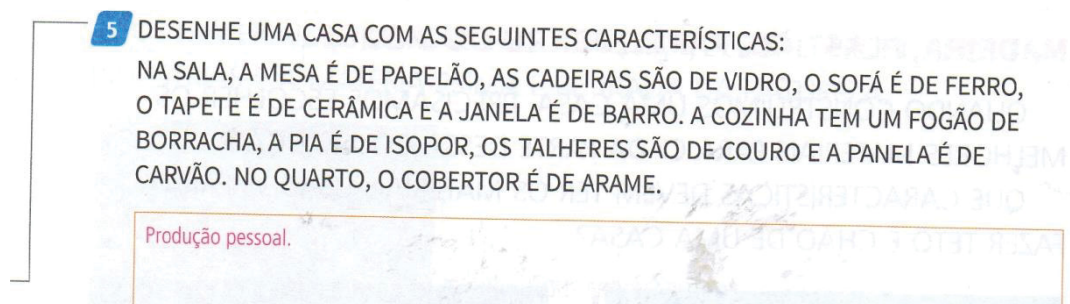 5 DESENHE UMA CASA COM AS SEGUINTES CARACTERÍSTICAS:
NA SALA, A MESA É DE PAPELÃO, AS CADEIRAS SÃO DE VIDRO, O SOFÁ É DE FERRO,
O TAPETE É DE CERÂMICA E A JANELA É DE BARRO. A COZINHA TEM UM FOGÃO DE
BORRACHA, A PIA É DE ISOPOR, OS TALHERES SÃO DE COURO E A PANELA É DE
CARVÃO. NO QUARTO, O COBERTOR É DE ARAME.
Produção pessoal.